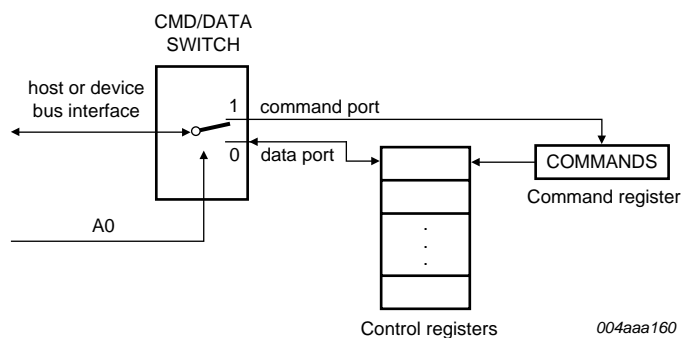 CMD/DATA
SWITCH
host or device
bus interface
1
command port
0
data port
COMMANDS
Command register
A0
.
.
.
Control registers
004aaa160